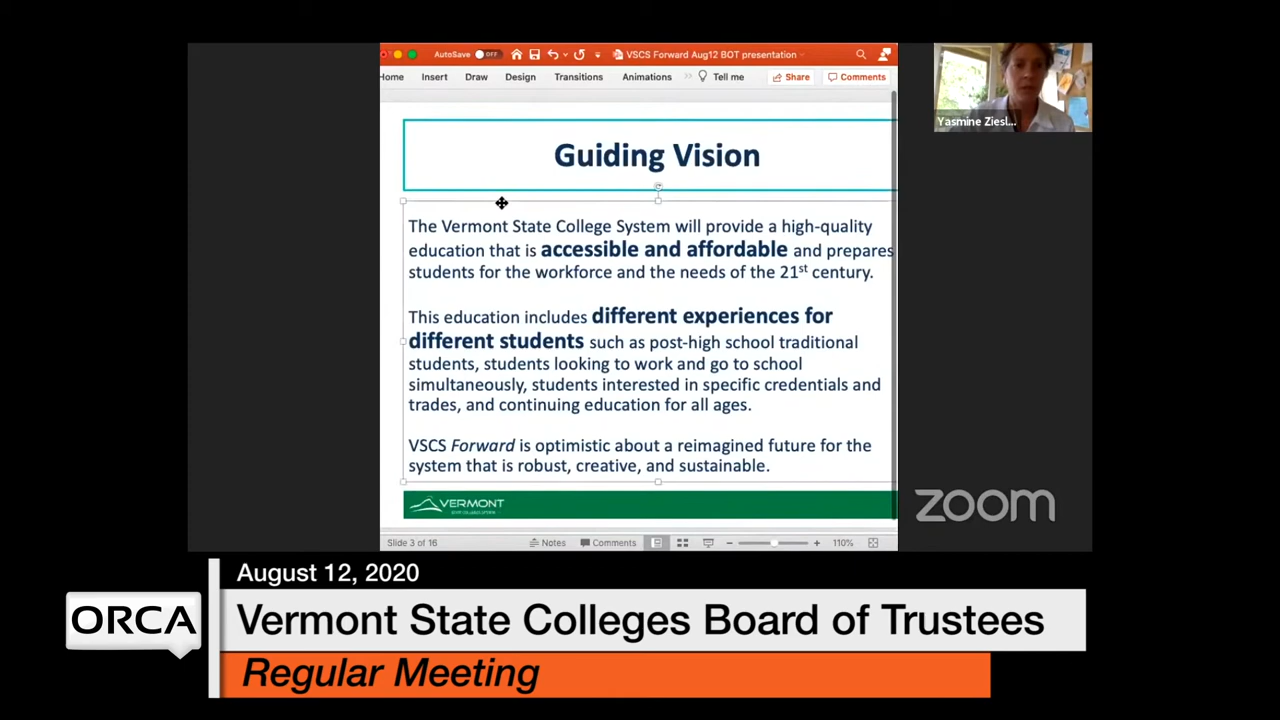 AutoSave OFF VSCS Forward Aug12 BOT presentation
Home Insert Draw Design Transitions Animations Tell me Share Comments
Yasmine Ziesl...
Guiding Vision
The Vermont State College System will provide a high-quality
education that is accessible and affordable and prepares
students for the workforce and the needs of the 21st century.
This education includes different experiences for
different students such as post-high school traditional
students, students looking to work and go to school
simultaneously, students interested in specific credentials and
trades, and continuing education for all ages.
VSCS Forward is optimistic about a reimagined future for the
system that is robust, creative, and sustainable.
VERMONT
STATE COLLEGES SYSTEM
zoom
Slide 3 of 16 Notes Comments 110%
August 12, 2020
ORCA
Vermont State Colleges Board of Trustees
Regular Meeting